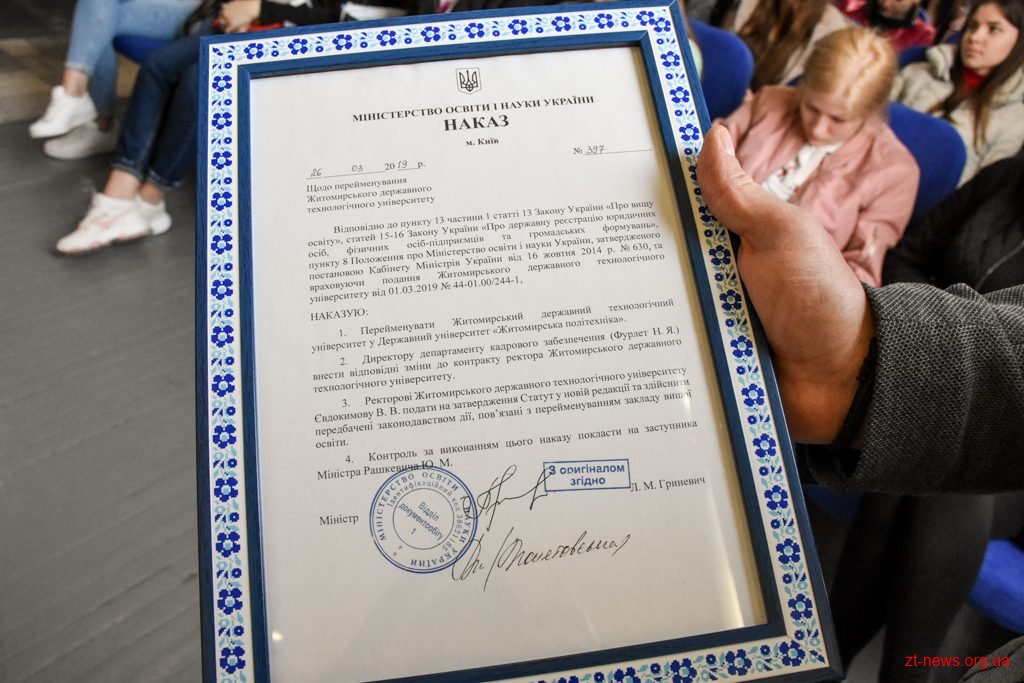 МІНІСТЕРСТВО ОСВІТИ І НАУКИ УКРАЇНИ
НАКАЗ
м. Київ
26 03 2019 р. № 397
Щодо перейменування
Житомирського державного
технологічного університету
Відповідно до пункту 13 частини 1 статті 13 Закону України «Про вищу
освіту», статей 15-16 Закону України «Про державну реєстрацію юридичних
осіб, фізичних осіб-підприємців та громадських формувань»,
пункту 8 Положення про Міністерство освіти і науки України, затвердженого
постановою Кабінету Міністрів України від 16 жовтня 2014 р. № 630, та
враховуючи подання Житомирського державного технологічного
університету від 01.03.2019 № 44-01.00/244-1,
НАКАЗУЮ:
1. Перейменувати Житомирський державний технологічний
університет у Державний університет «Житомирська політехніка».
2. Директору департаменту кадрового забезпечення (Фурлет Н. Я.)
внести відповідні зміни до контракту ректора Житомирського державного
технологічного університету.
3. Ректорові Житомирського державного технологічного університету
Євдокимову В. В. подати на затвердження Статут у новій редакції та здійснити
передбачені законодавством дії, пов’язані з перейменуванням закладу вищої
освіти.
4. Контроль за виконанням цього наказу покласти на заступника
Міністра Рашкевича Ю. М.
З оригіналом
згідно
Міністр Л. М. Гриневич
МІНІСТЕРСТВО ОСВІТИ І НАУКИ УКРАЇНИ
Ідентифікаційний код 38621185
Відділ
документообігу
1
zt-news.org.ua